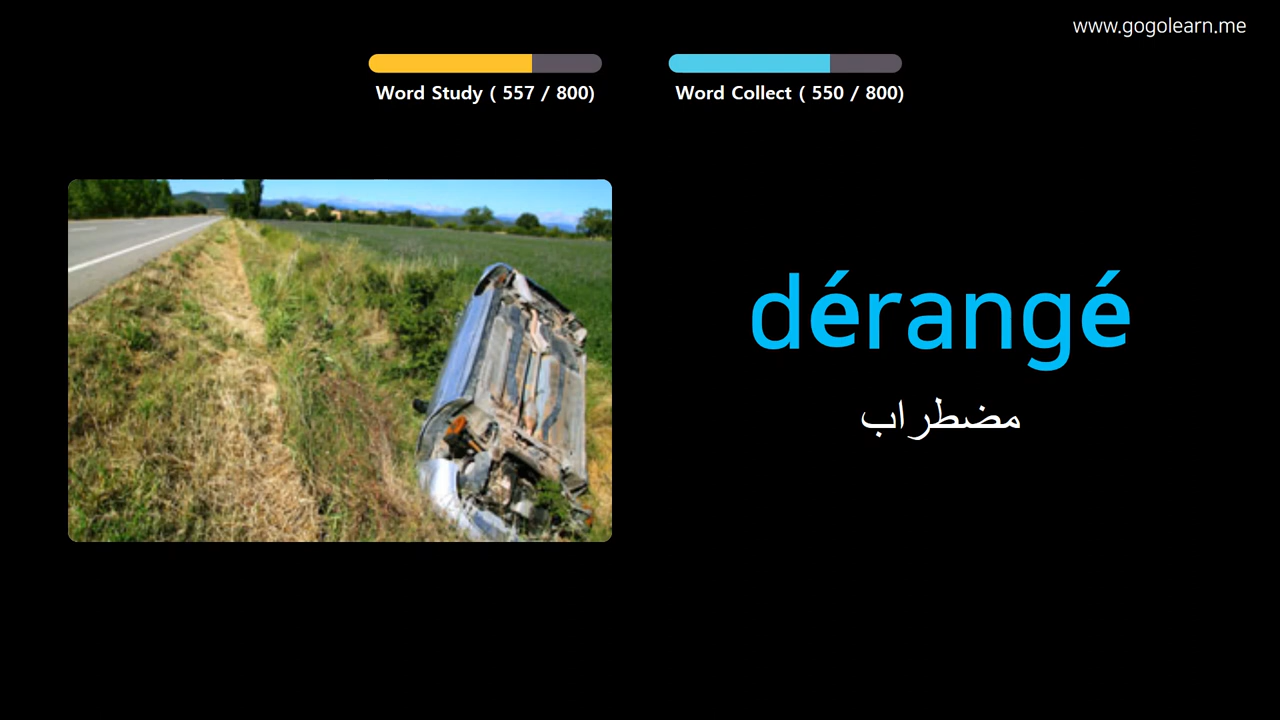 www.gogolearn.me
Word Study ( 557 / 800)
Word Collect ( 550 / 800)
dérangé
مضطراب